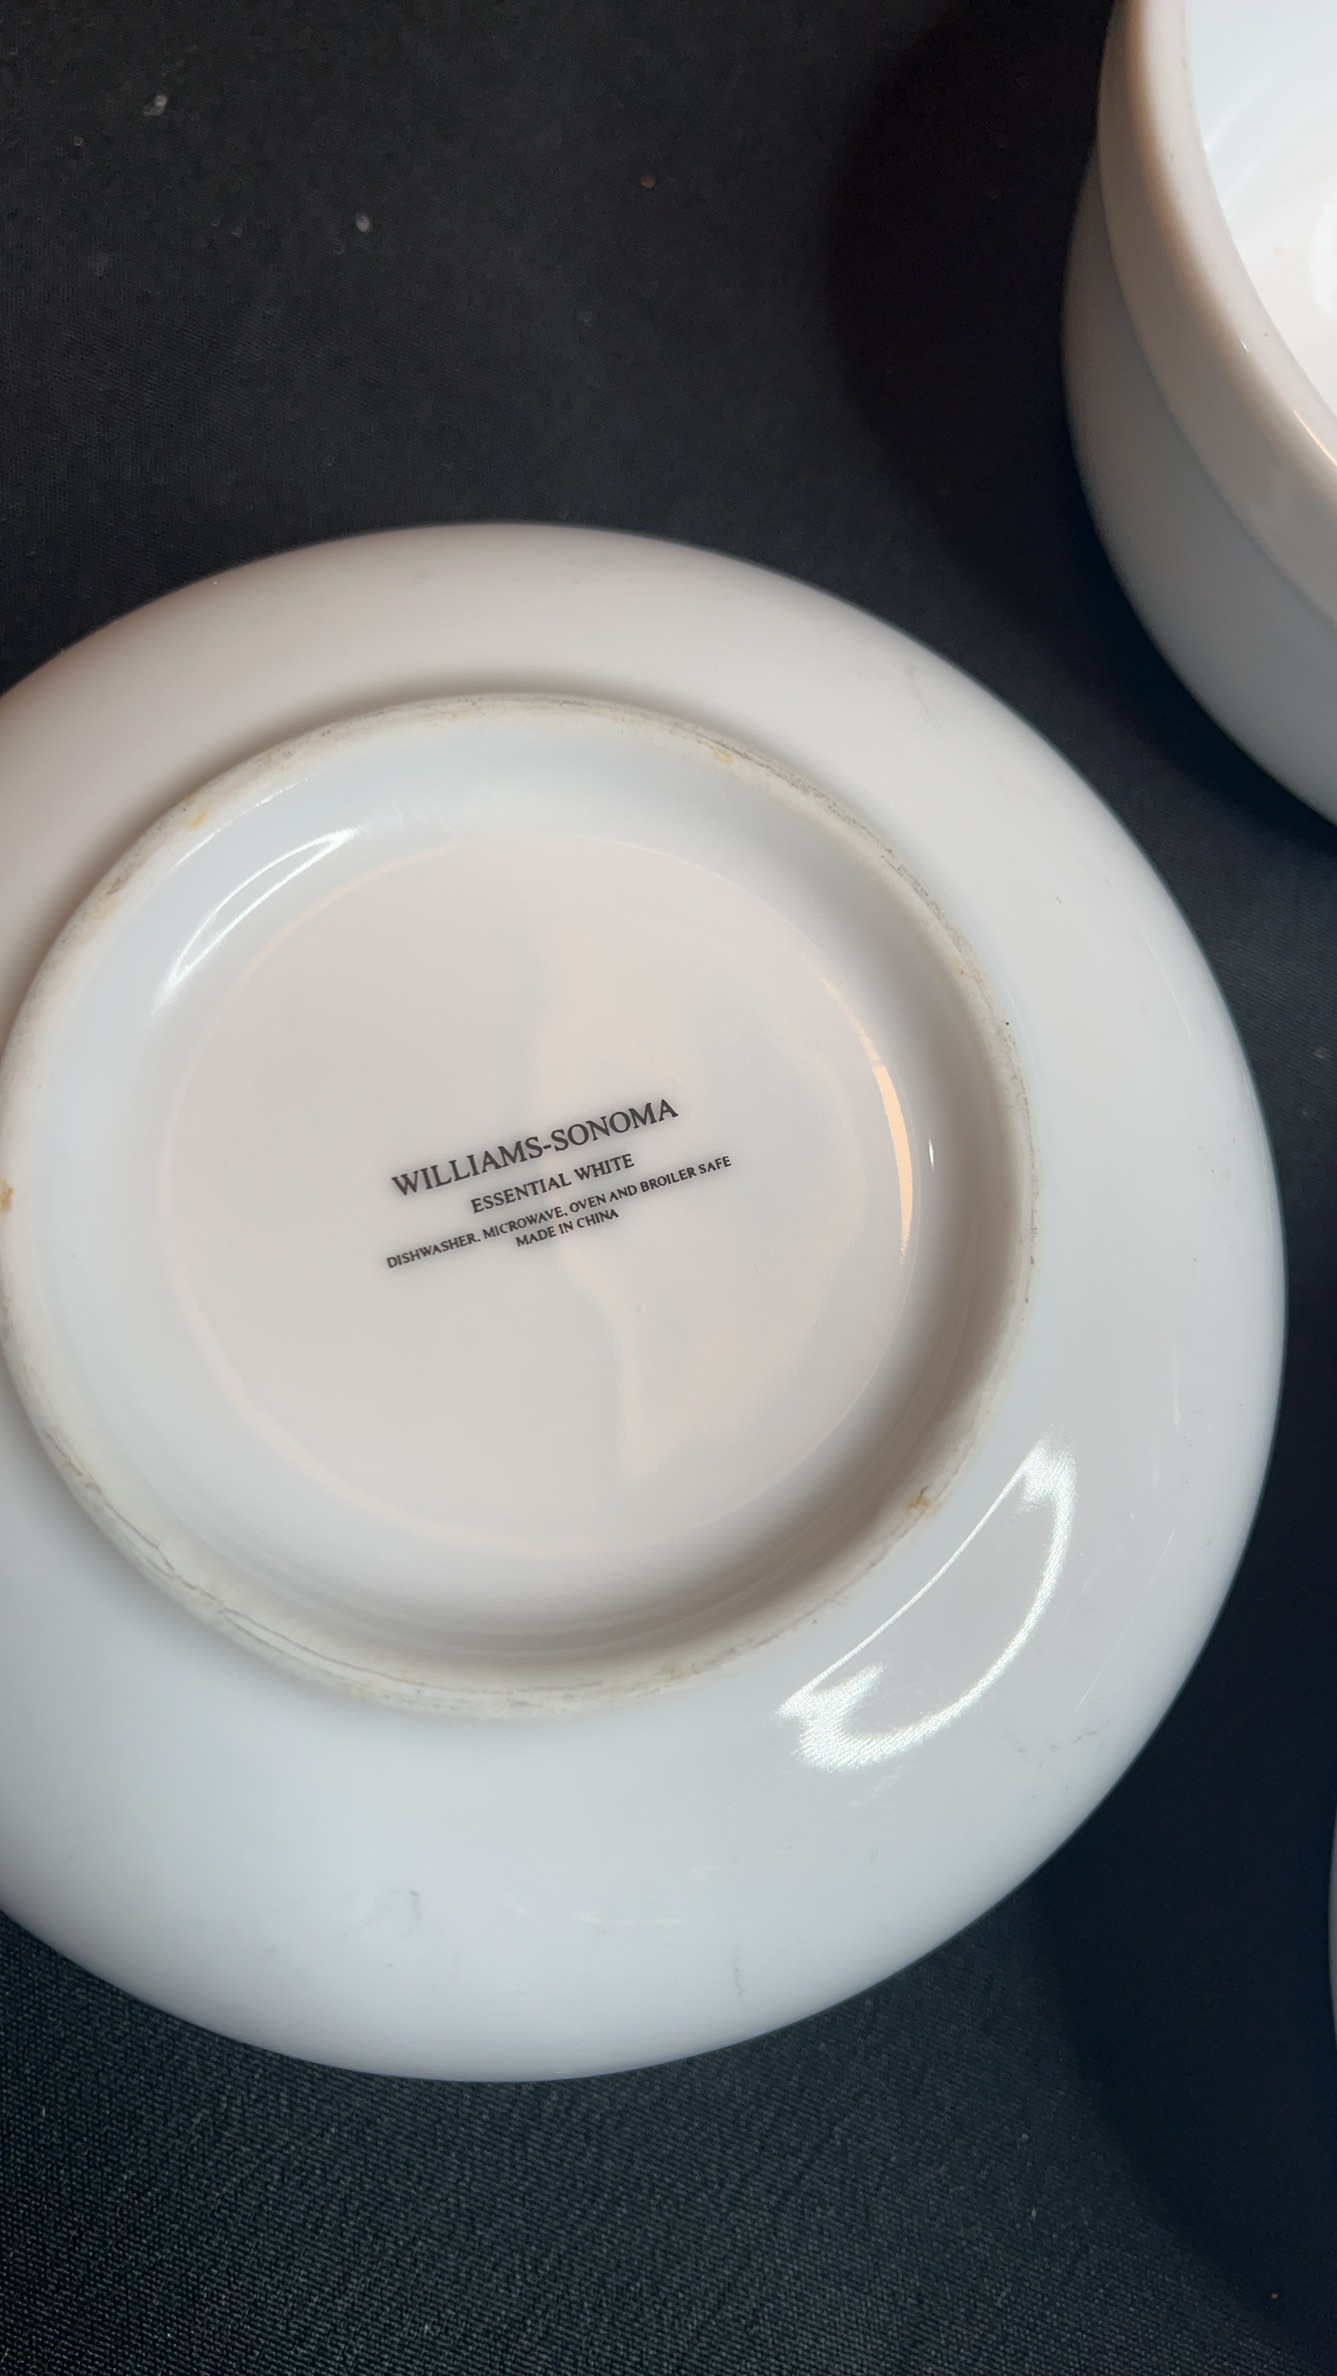 WILLIAMS-SONOMA
ESSENTIAL WHITE
DISHWASHER, MICROWAVE, OVEN AND BROILER SAFE
MADE IN CHINA